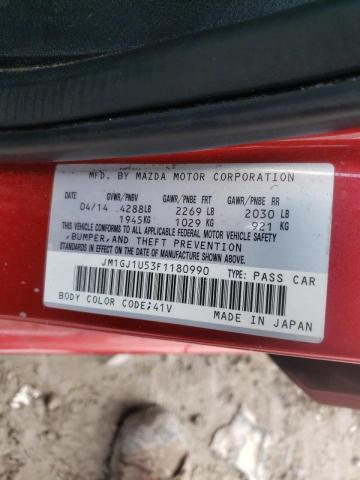 MFD. BY MAZDA MOTOR CORPORATION
DATE GVWR/PNBV GAWR/PNBE FR GAWR/PNBE RR
04/14 4288LB 2269 LB 2030 LB
1945KG 1029 KG 921 KG
THIS VEHICLE CONFORMS TO ALL APPLICABLE FEDERAL MOTOR VEHICLE SAFETY
,BUMPER,AND THEFT PREVENTION
STANDARDS IN EFFECT ON THE DATE OF MANUFACTURE SHOWN ABOVE.
JM1GJ1U53F1180990 TYPE: PASS CAR
BODY COLOR CODE:41V
MADE IN JAPAN